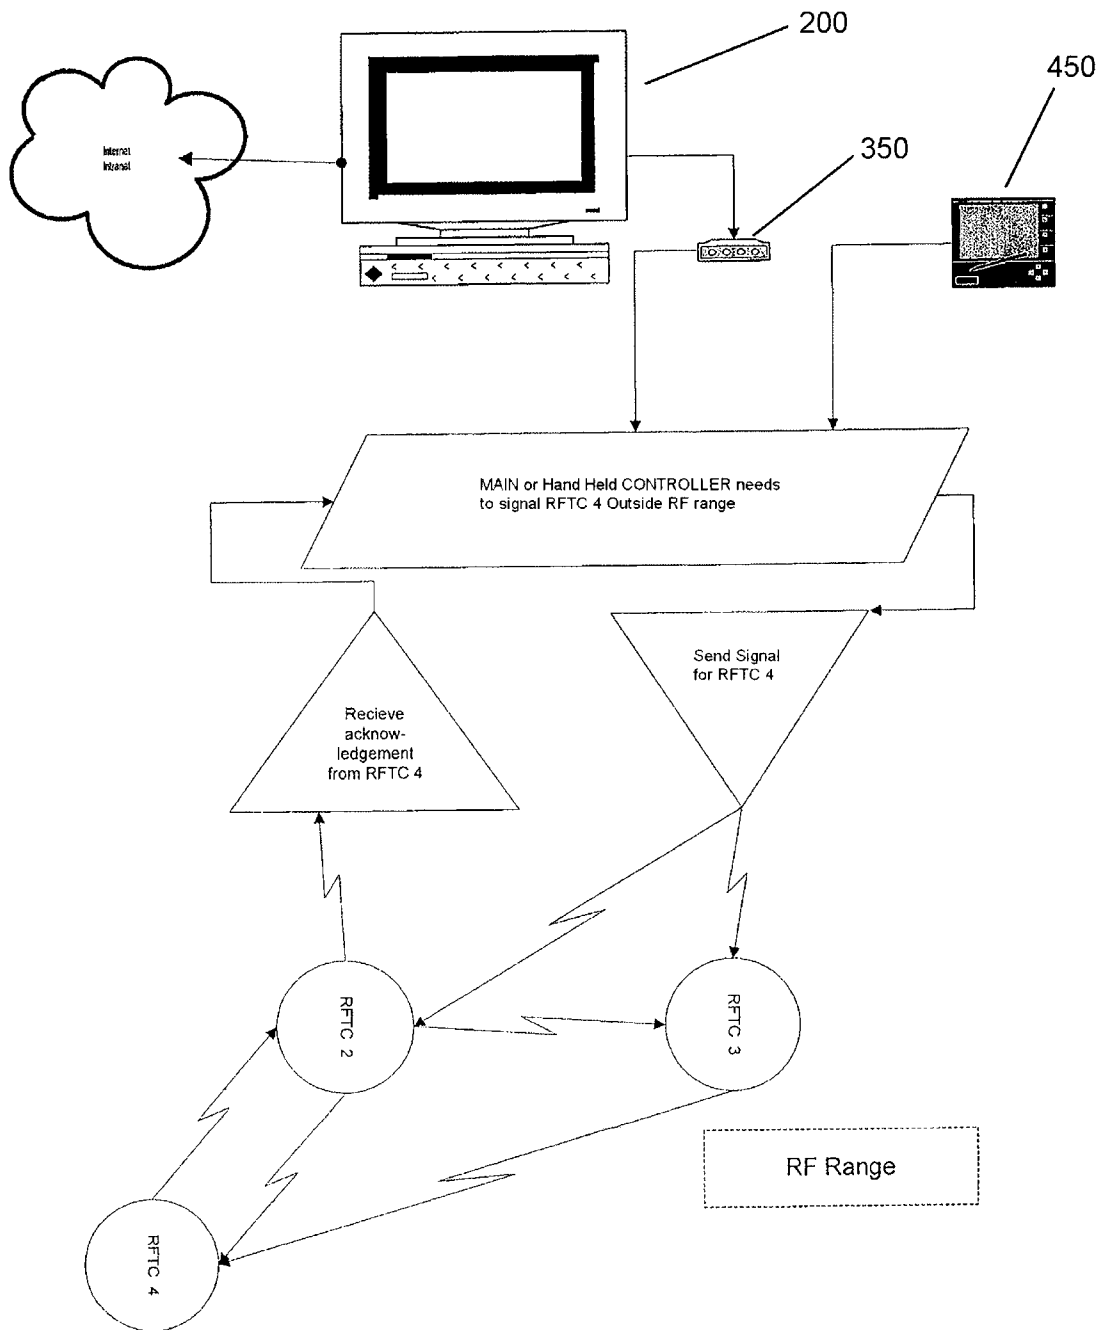 200
450
350
Internet
Intranet
MAIN or Hand Held CONTROLLER needs
to signal RFTC 4 Outside RF range
Send Signal
for RFTC 4
Recieve
acknow-
ledgement
from RFTC 4
RFTC 2
RFTC 3
RF Range
RFTC 4